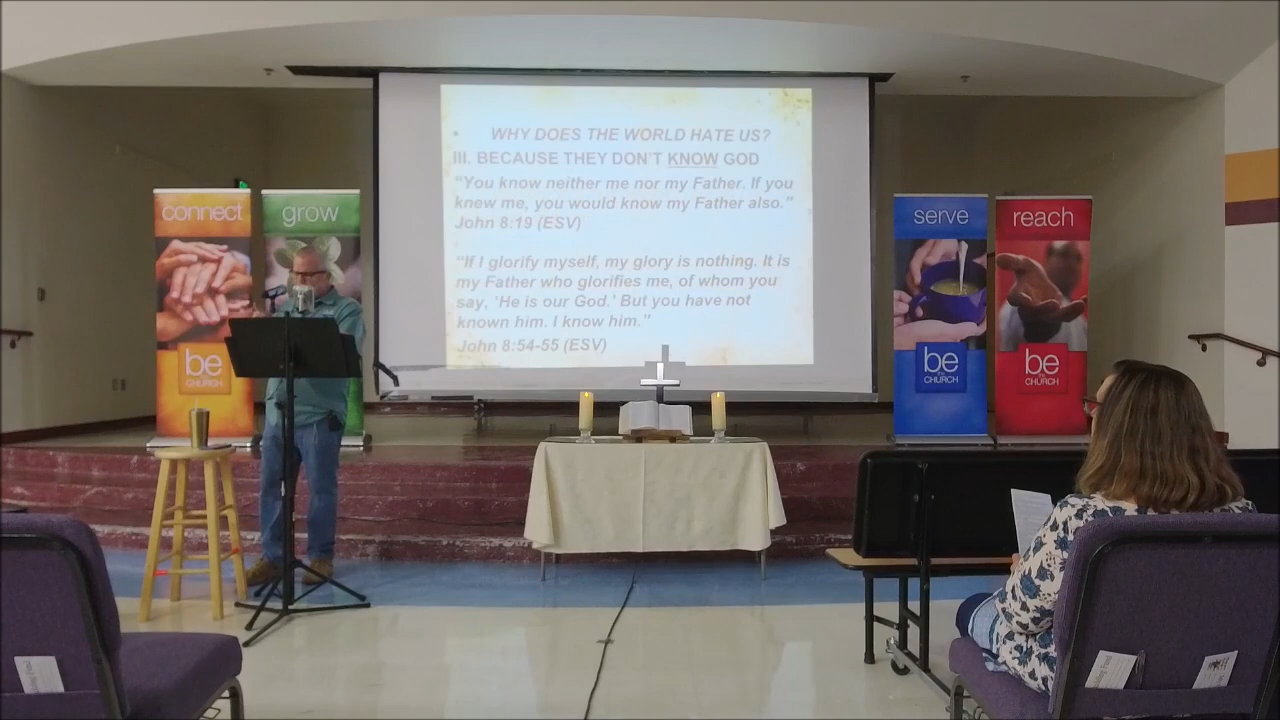 • WHY DOES THE WORLD HATE US?
III. BECAUSE THEY DON'T KNOW GOD
“You know neither me nor my Father. If you
knew me, you would know my Father also.”
John 8:19 (ESV)
“If I glorify myself, my glory is nothing. It is
my Father who glorifies me, of whom you
say, ‘He is our God.’ But you have not
known him. I know him.”
John 8:54-55 (ESV)
connect
grow
serve
reach
be
the
CHURCH
be
the
CHURCH
be
the
CHURCH